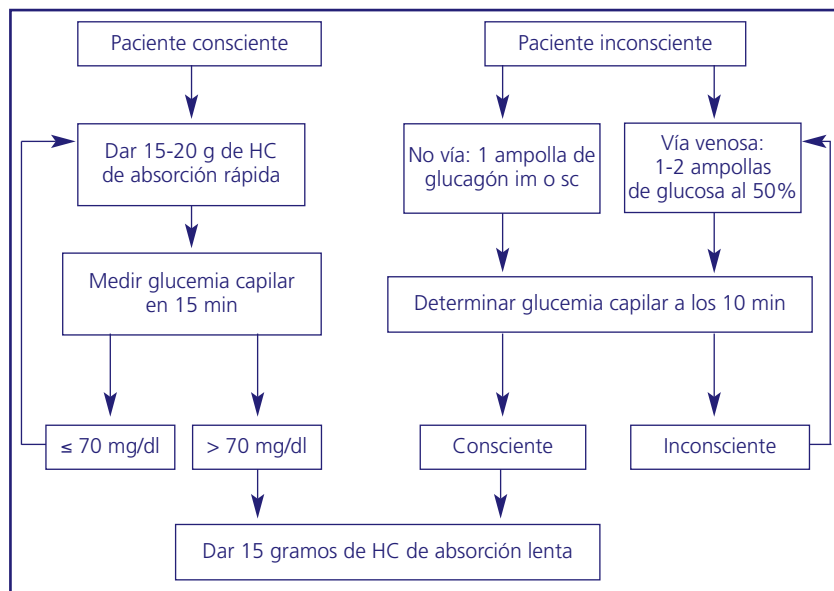 Paciente consciente
Paciente inconsciente
Dar 15-20 g de HC
de absorción rápida
No vía: 1 ampolla de
glucagón im o sc
Vía venosa:
1-2 ampollas
de glucosa al 50%
Medir glucemia capilar
en 15 min
Determinar glucemia capilar a los 10 min
≤ 70 mg/dl
> 70 mg/dl
Consciente
Inconsciente
Dar 15 gramos de HC de absorción lenta